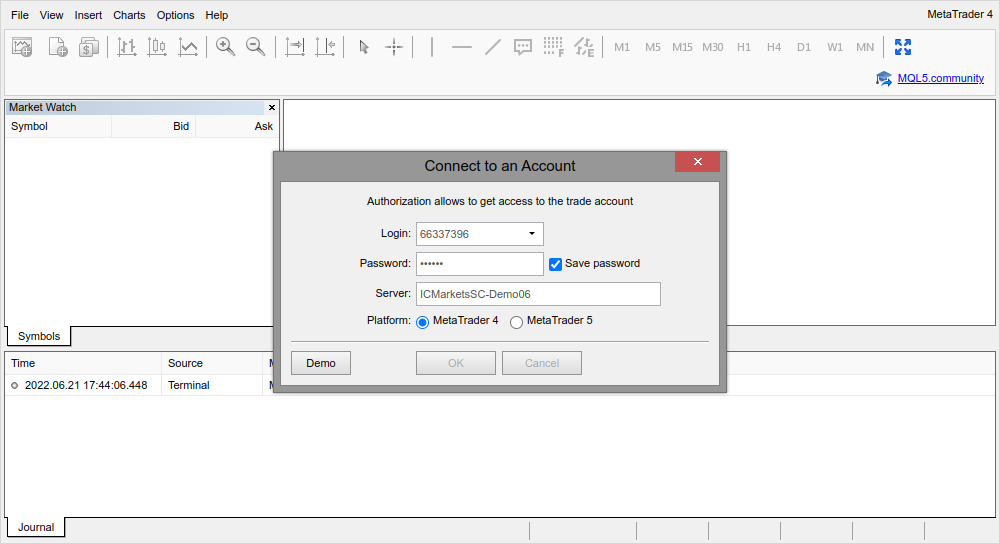 File View Insert Charts Options Help MetaTrader 4
M1 M5 M15 M30 H1 H4 D1 W1 MN
MQL5.community
Market Watch
Symbol Bid Ask
Connect to an Account
Authorization allows to get access to the trade account
Login: 66337396
Password: •••••• Save password
Server: ICMarketsSC-Demo06
Platform: MetaTrader 4 MetaTrader 5
Demo OK Cancel
Symbols
Time Source
2022.06.21 17:44:06.448 Terminal
Journal